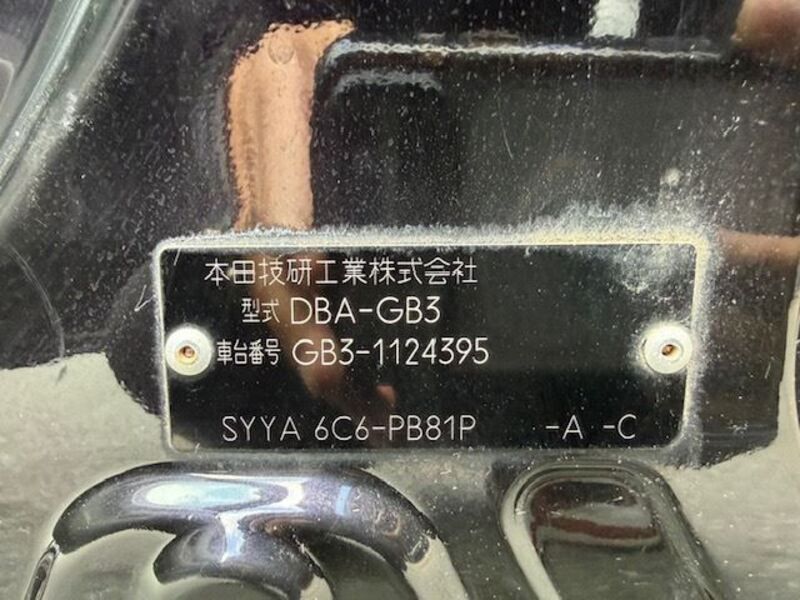 本田技研工業株式会社
型式 DBA-GB3
車台番号 GB3-1124395
SYYA 6C6-PB81P -A -C